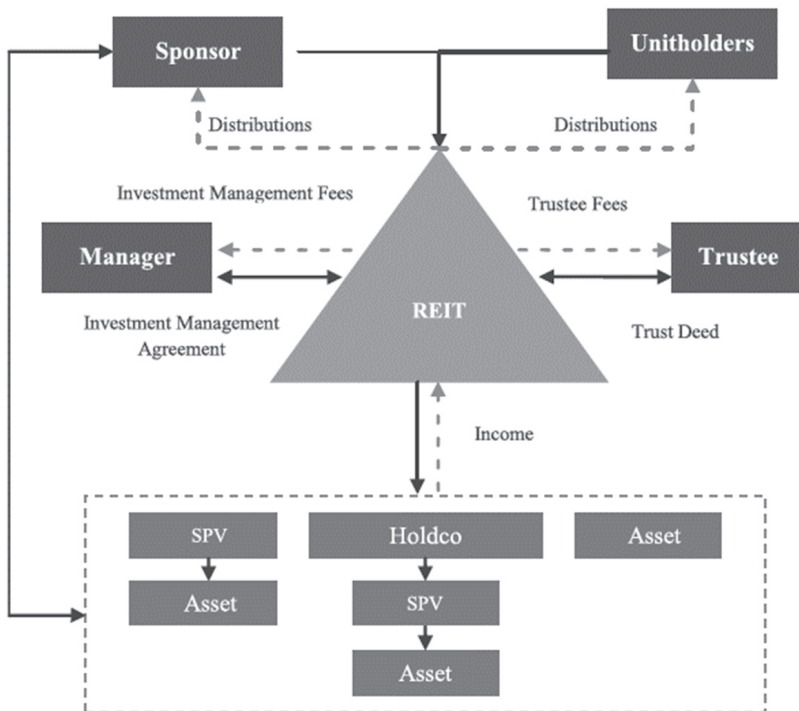 Sponsor
Unitholders
Distributions
Distributions
Investment Management Fees
Trustee Fees
Manager
Trustee
REIT
Investment Management
Agreement
Trust Deed
Income
SPV
Holdco
Asset
Asset
SPV
Asset